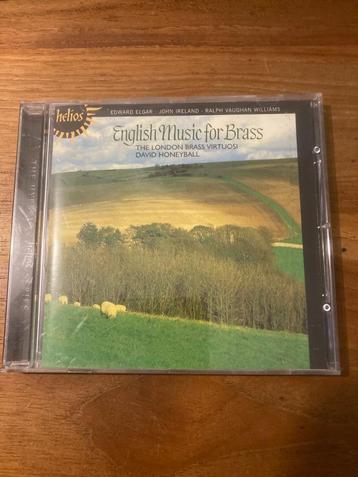 helios
EDWARD ELGAR · JOHN IRELAND · RALPH VAUGHAN WILLIAMS
English Music for Brass
THE LONDON BRASS VIRTUOSI
DAVID HONEYBALL